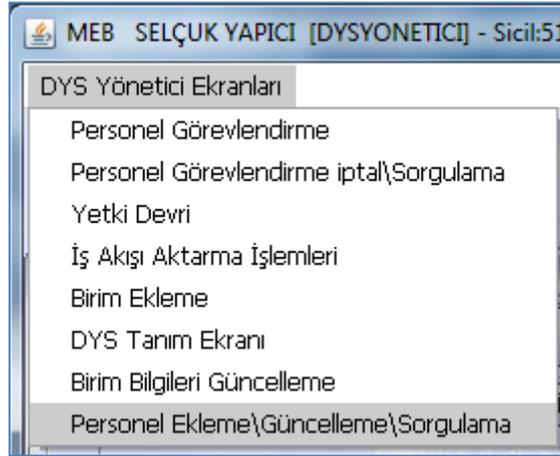 MEB SELÇUK YAPICI [DYSYONETICI] - Sicil:51
DYS Yönetici Ekranları
Personel Görevlendirme
Personel Görevlendirme iptal\Sorgulama
Yetki Devri
İş Akışı Aktarma İşlemleri
Birim Ekleme
DYS Tanım Ekranı
Birim Bilgileri Güncelleme
Personel Ekleme\Güncelleme\Sorgulama